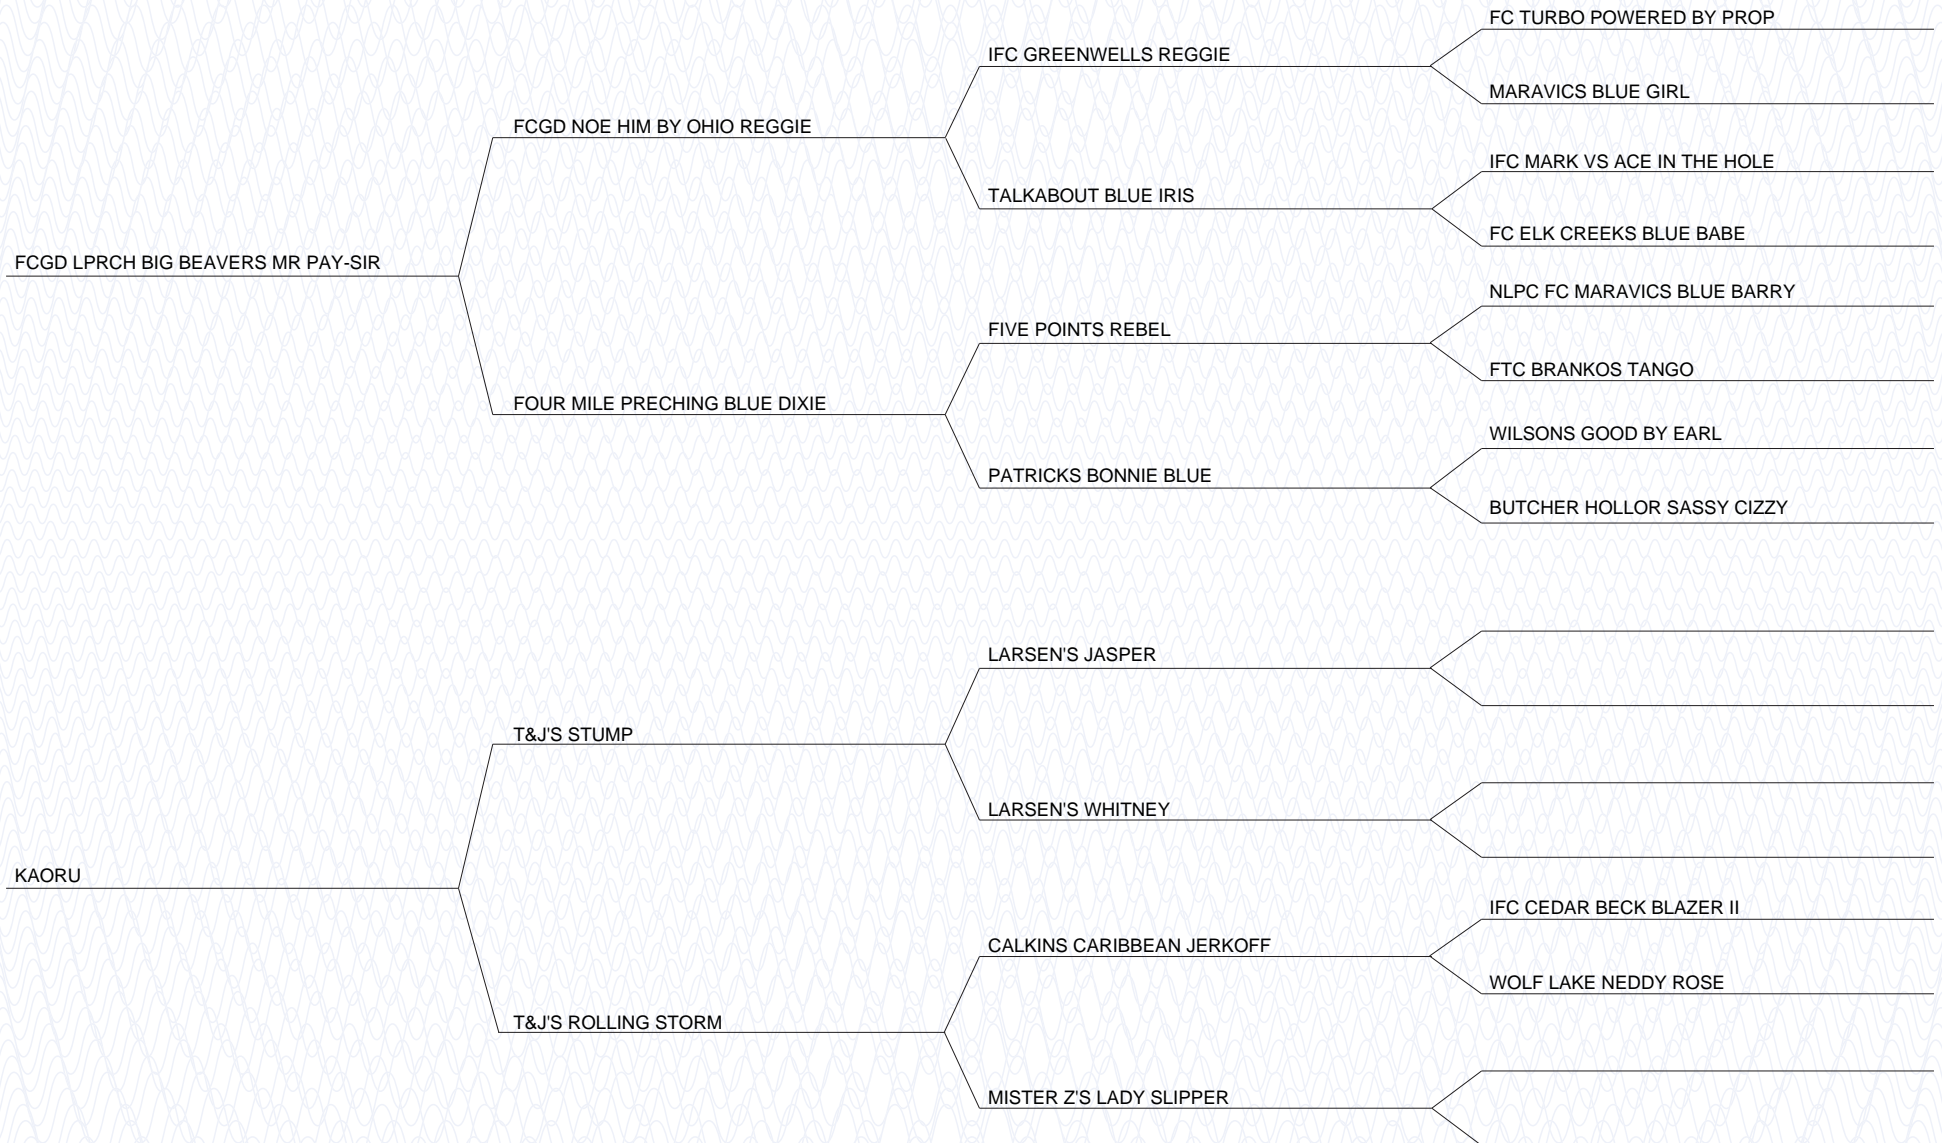 FC TURBO POWERED BY PROP
IFC GREENWELLS REGGIE
MARAVICS BLUE GIRL
FCGD NOE HIM BY OHIO REGGIE
IFC MARK VS ACE IN THE HOLE
TALKABOUT BLUE IRIS
FC ELK CREEKS BLUE BABE
FCGD LPRCH BIG BEAVERS MR PAY-SIR
NLPC FC MARAVICS BLUE BARRY
FIVE POINTS REBEL
FTC BRANKOS TANGO
FOUR MILE PRECHING BLUE DIXIE
WILSONS GOOD BY EARL
PATRICKS BONNIE BLUE
BUTCHER HOLLOR SASSY CIZZY
LARSEN'S JASPER
T&J'S STUMP
LARSEN'S WHITNEY
KAORU
IFC CEDAR BECK BLAZER II
CALKINS CARIBBEAN JERKOFF
WOLF LAKE NEDDY ROSE
T&J'S ROLLING STORM
MISTER Z'S LADY SLIPPER